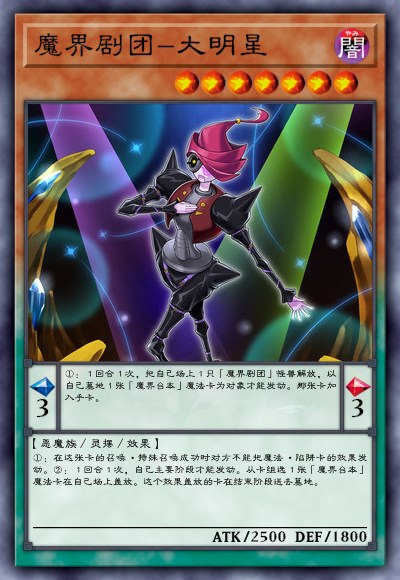 魔界剧团-大明星
やみ
闇
①：1回合1次，把自己场上1只「魔界剧团」怪兽解放，以
自己墓地1张「魔界台本」魔法卡为对象才能发动。那张卡加
入手卡。
3
3
【恶魔族／灵摆／效果】
①：在这张卡的召唤·特殊召唤成功时对方不能把魔法·陷阱卡的效果发
动。②：1回合1次，自己主要阶段才能发动。从卡组选1张「魔界台本」
魔法卡在自己场上盖放。这个效果盖放的卡在结束阶段送去墓地。
ATK/2500 DEF/1800